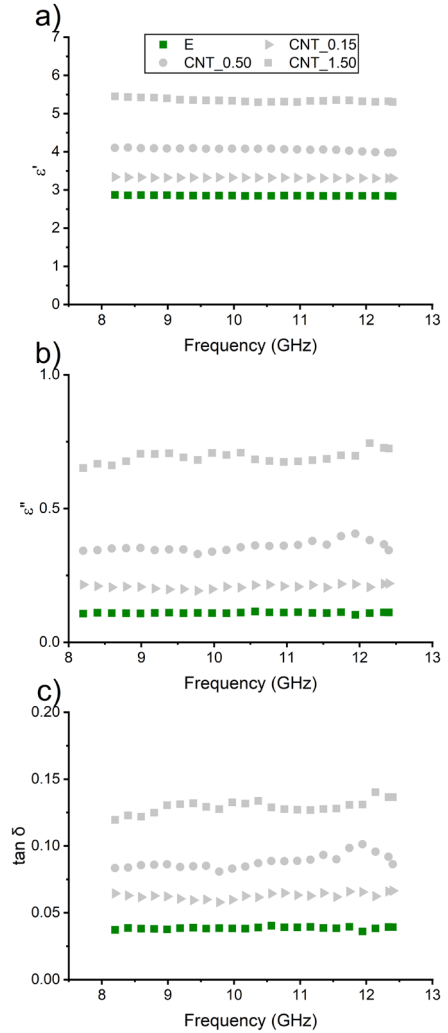 a)
E
CNT_0.15
CNT_0.50
CNT_1.50
7
6
5
4
3
2
1
0
ε'
8
9
10
11
12
13
Frequency (GHz)
b)
1.0
0.5
0.0
ε"
8
9
10
11
12
13
Frequency (GHz)
c)
0.20
0.15
0.10
0.05
0.00
tan δ
8
9
10
11
12
13
Frequency (GHz)